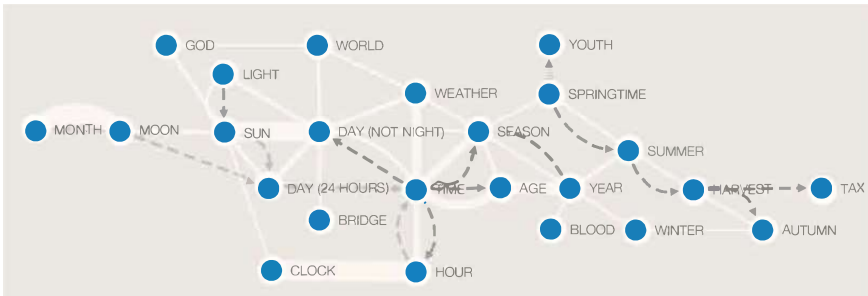 GOD
WORLD
YOUTH
LIGHT
WEATHER
SPRINGTIME
MONTH
MOON
SUN
DAY (NOT NIGHT)
SEASON
SUMMER
DAY (24 HOURS)
TIME
AGE
YEAR
HARVEST
TAX
BRIDGE
BLOOD
WINTER
AUTUMN
CLOCK
HOUR